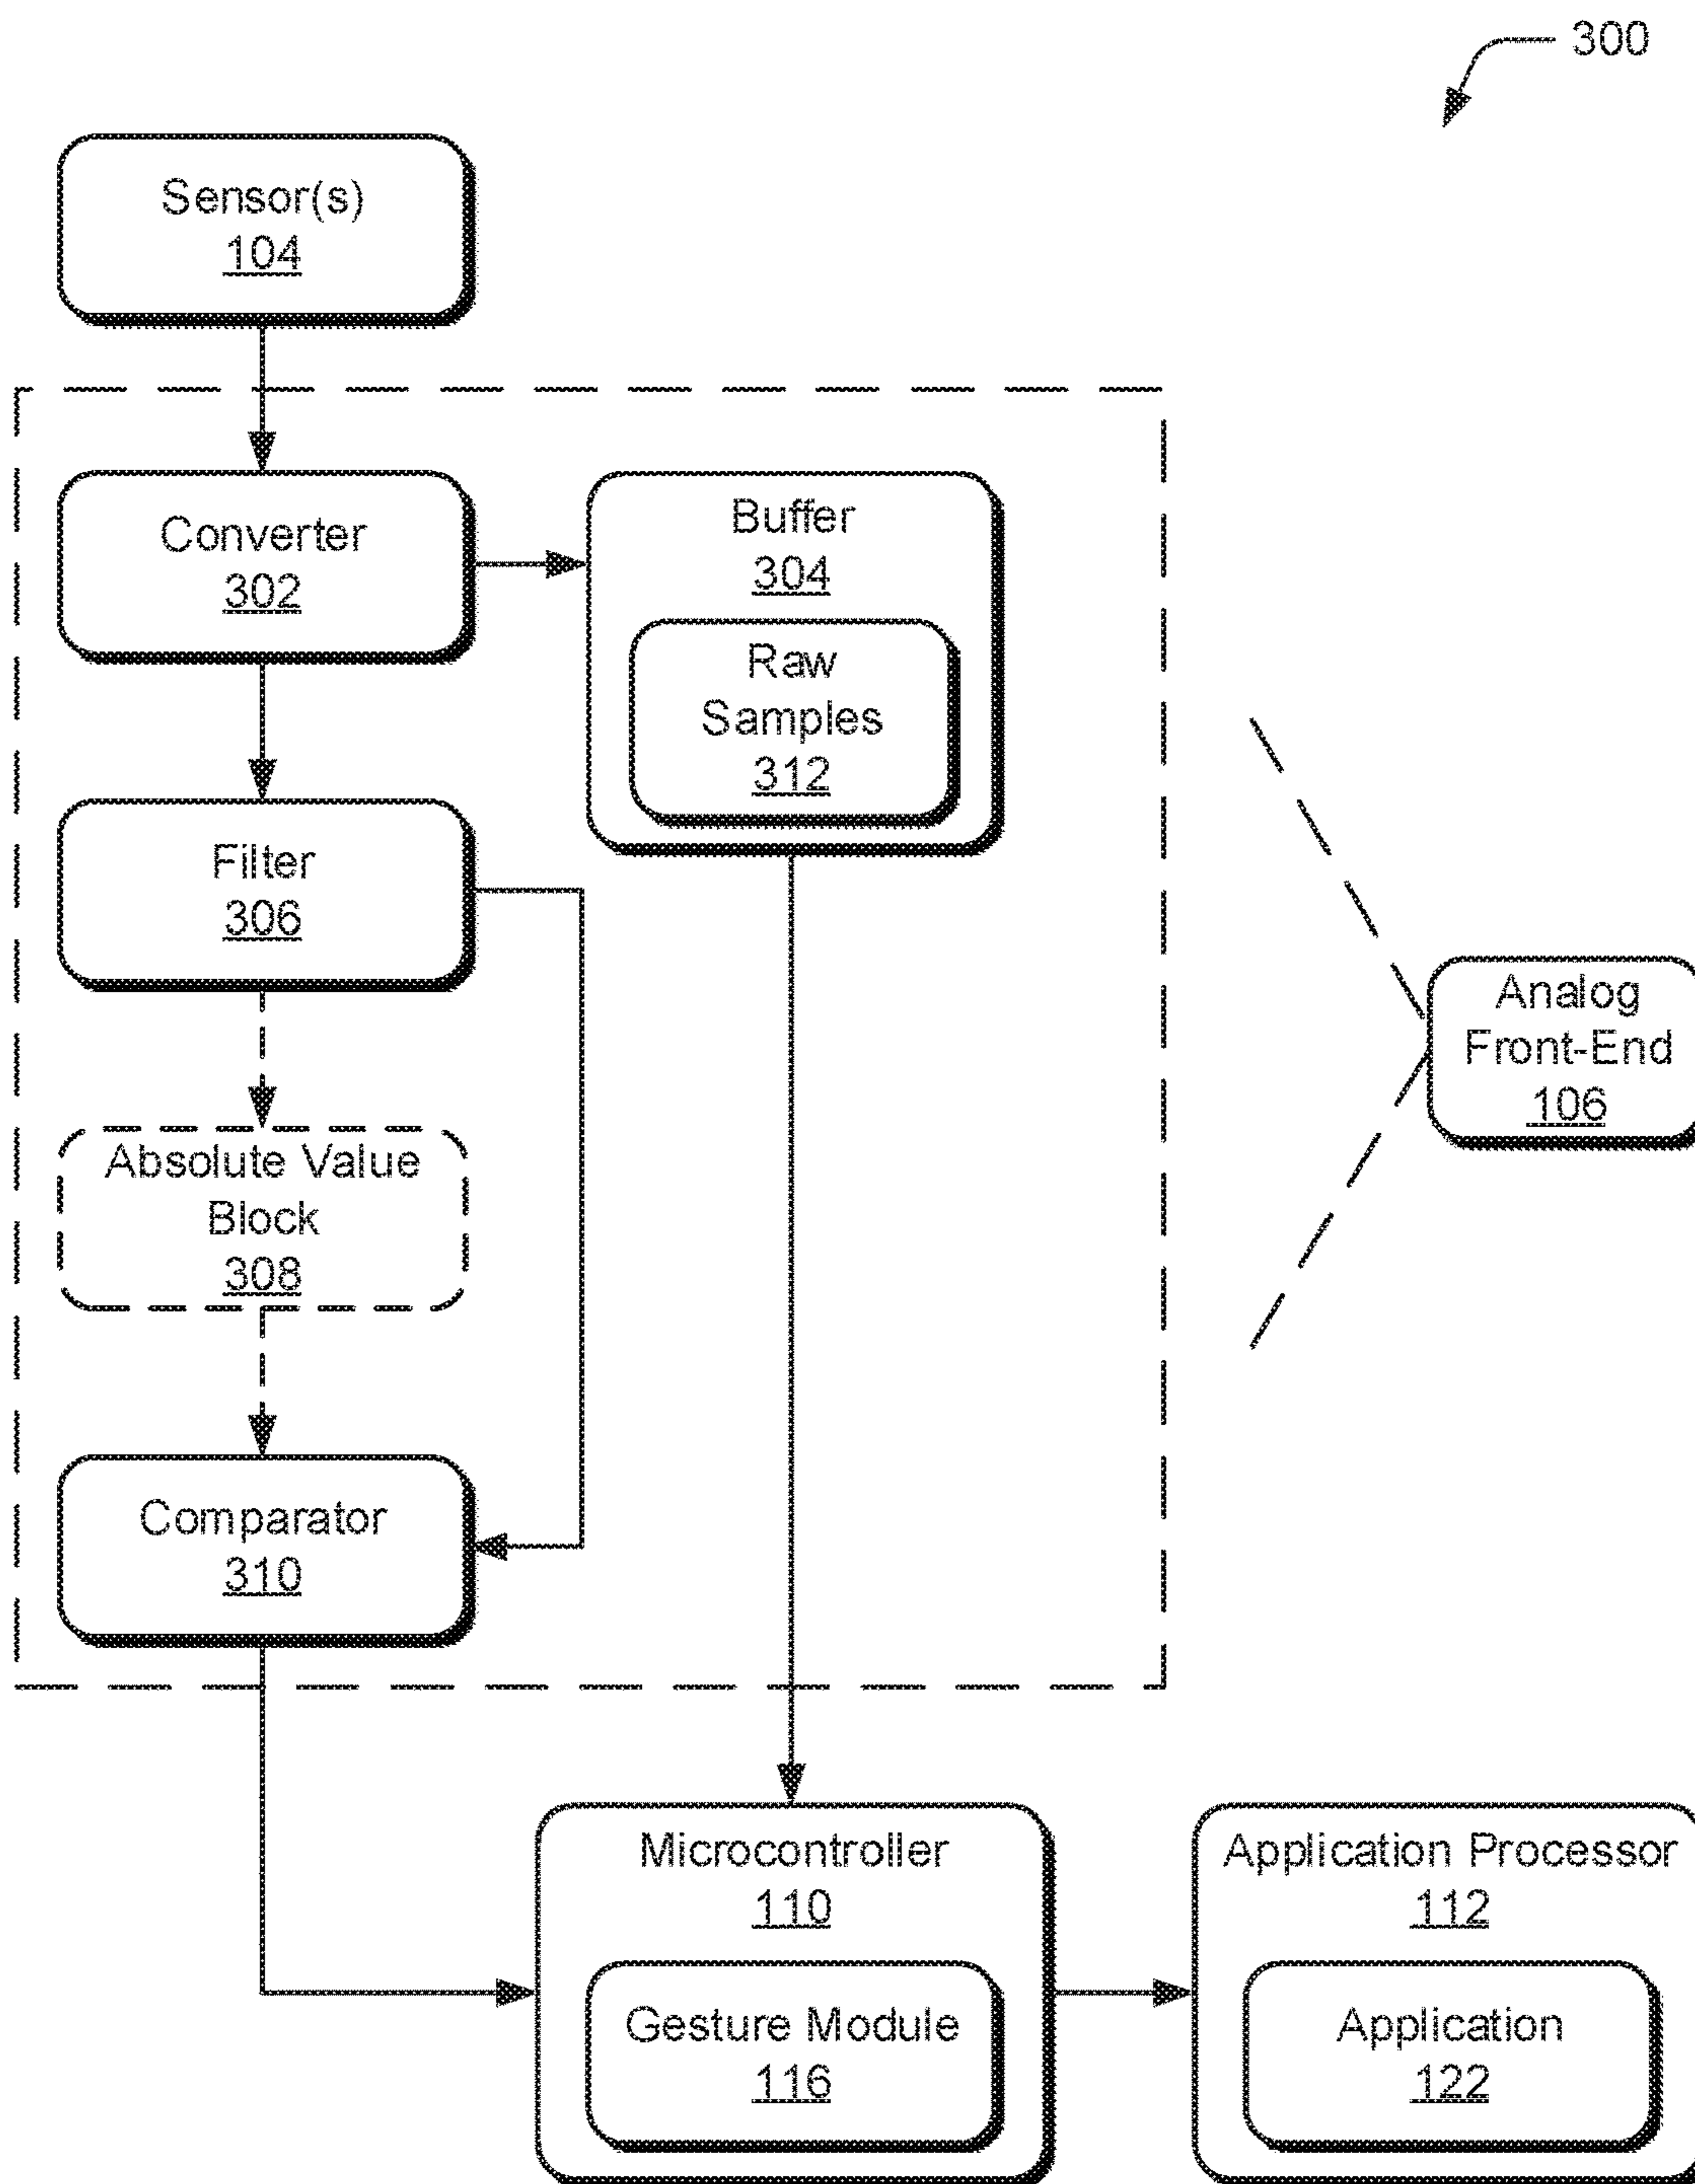 300
Sensor(s)
104
Converter
302
Buffer
304
Raw
Samples
312
Filter
306
Analog
Front-End
106
Absolute Value
Block
308
Comparator
310
Microcontroller
110
Gesture Module
116
Application Processor
112
Application
122